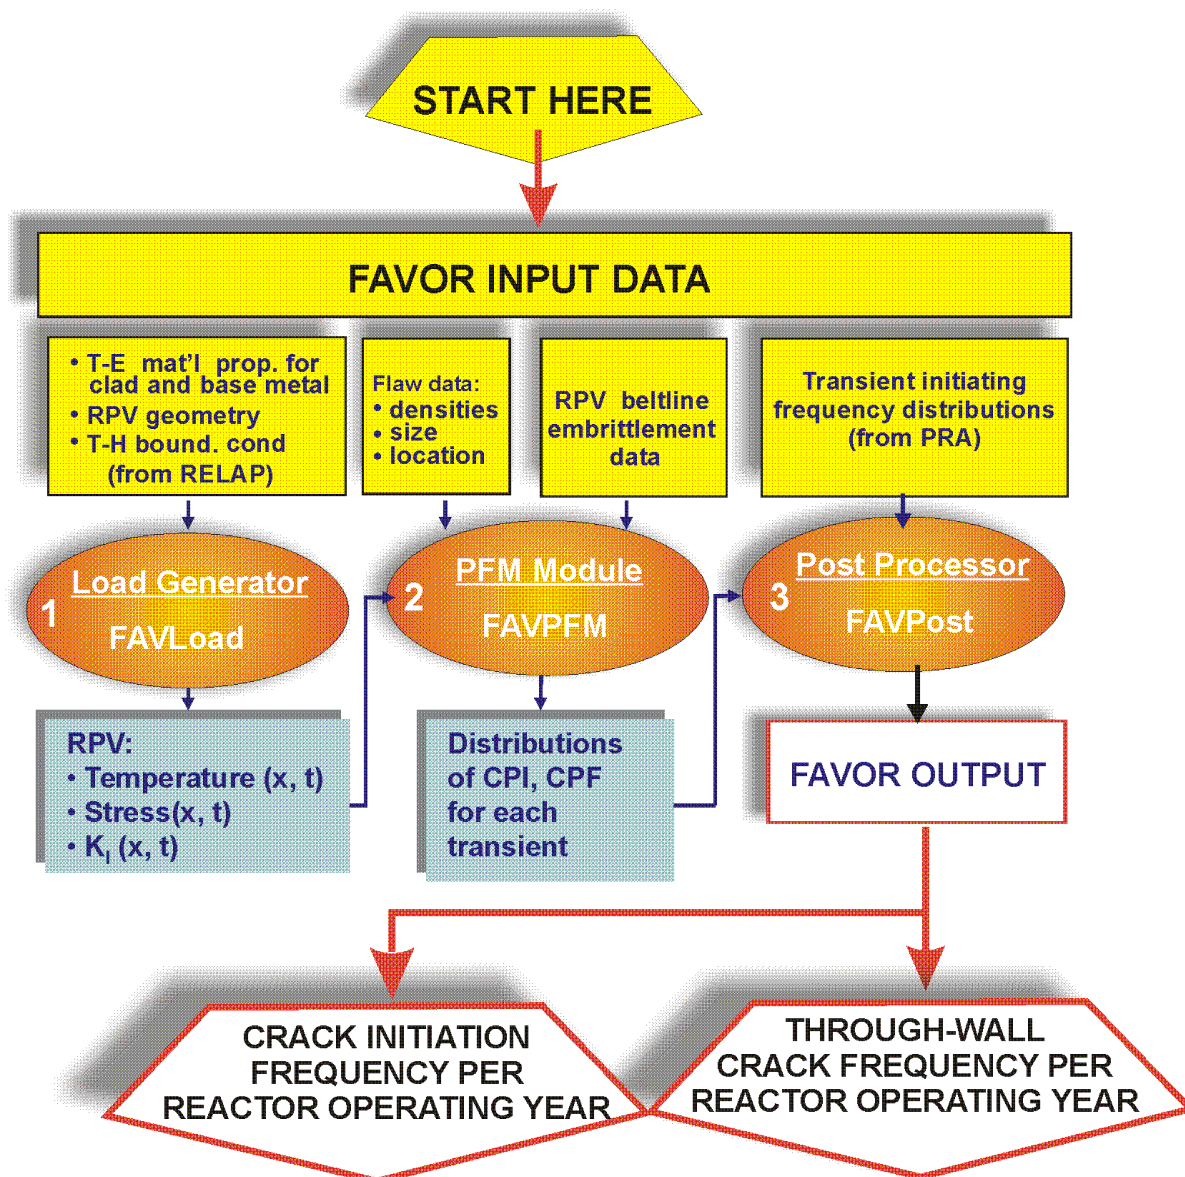 START HERE
FAVOR INPUT DATA
• T-E mat'l prop. for
clad and base metal
• RPV geometry
• T-H bound. cond
(from RELAP)
Flaw data:
• densities
• size
• location
RPV beltline
embrittlement
data
Transient initiating
frequency distributions
(from PRA)
1
Load Generator
FAVLoad
2
PFM Module
FAVPFM
3
Post Processor
FAVPost
RPV:
• Temperature (x, t)
• Stress(x, t)
• K_I (x, t)
Distributions
of CPI, CPF
for each
transient
FAVOR OUTPUT
CRACK INITIATION
FREQUENCY PER
REACTOR OPERATING YEAR
THROUGH-WALL
CRACK FREQUENCY PER
REACTOR OPERATING YEAR